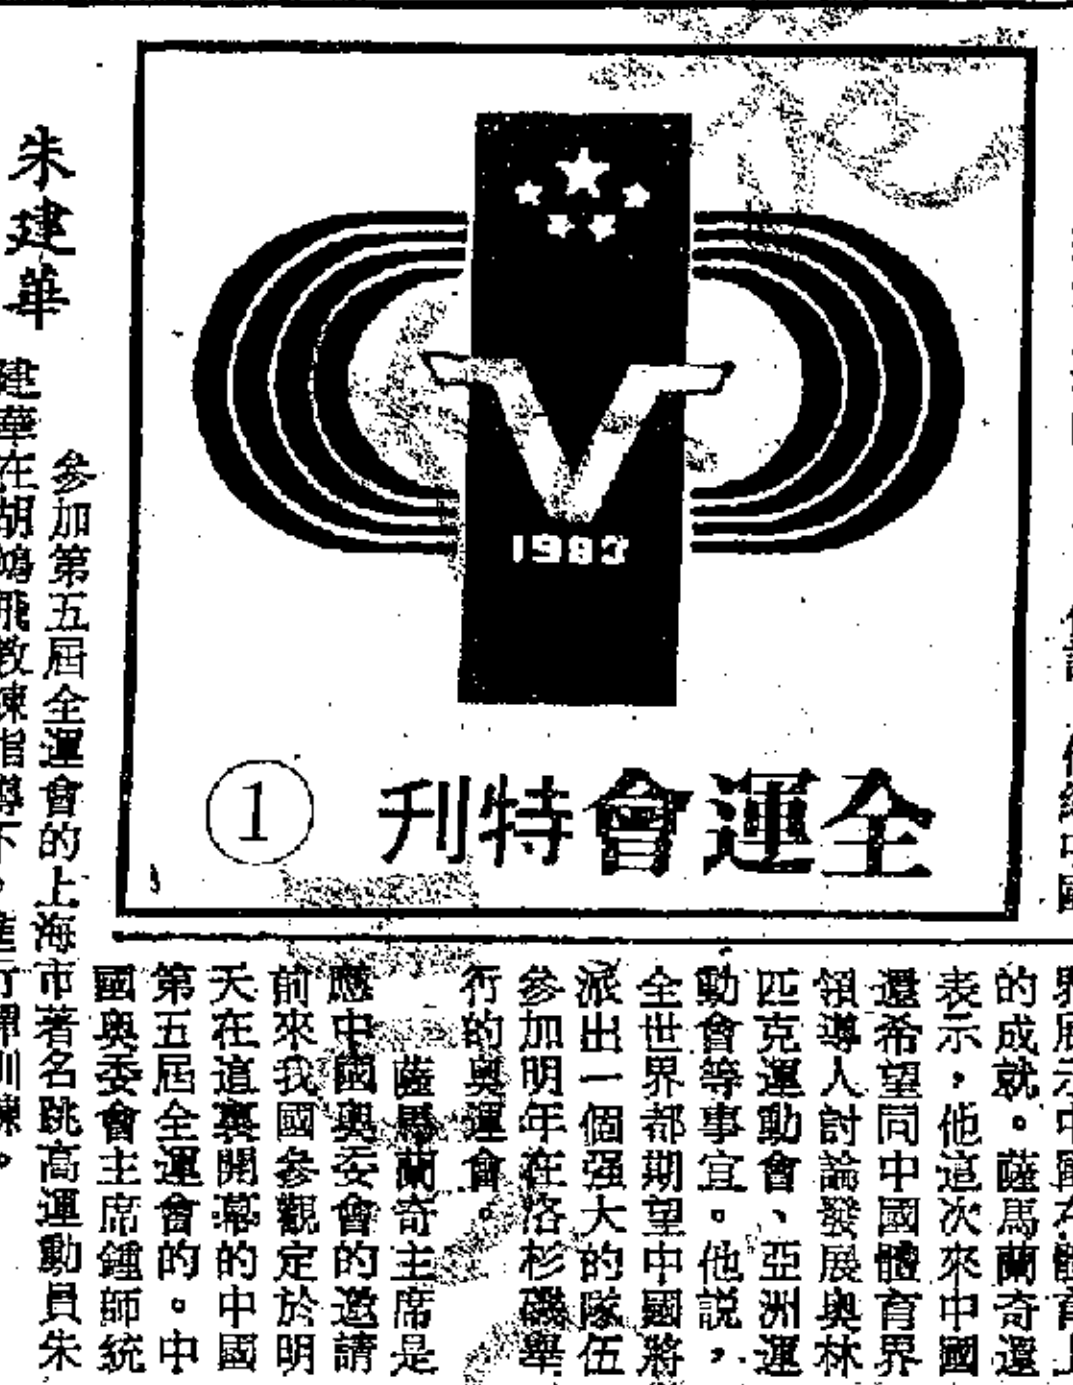 1983
全運會特刊 ①
的成就。薩馬蘭奇還
表示，他這次來中國
還希望同中國體育界
領導人討論發展奧林
匹克運動會、亞洲運
動會等事宜。他説，
全世界都期望中國將
派出一個强大的隊伍
參加明年在洛杉磯舉
行的奧運會。
薩馬蘭奇主席是
應中國奧委會的邀請
前來我國參觀定於明
天在這裏開幕的中國
第五屆全運會的。中
國奧委會主席鍾師統
朱建華
參加第五屆全運會的上海市著名跳高運動員朱
建華在胡鴻飛教練指導下，進行